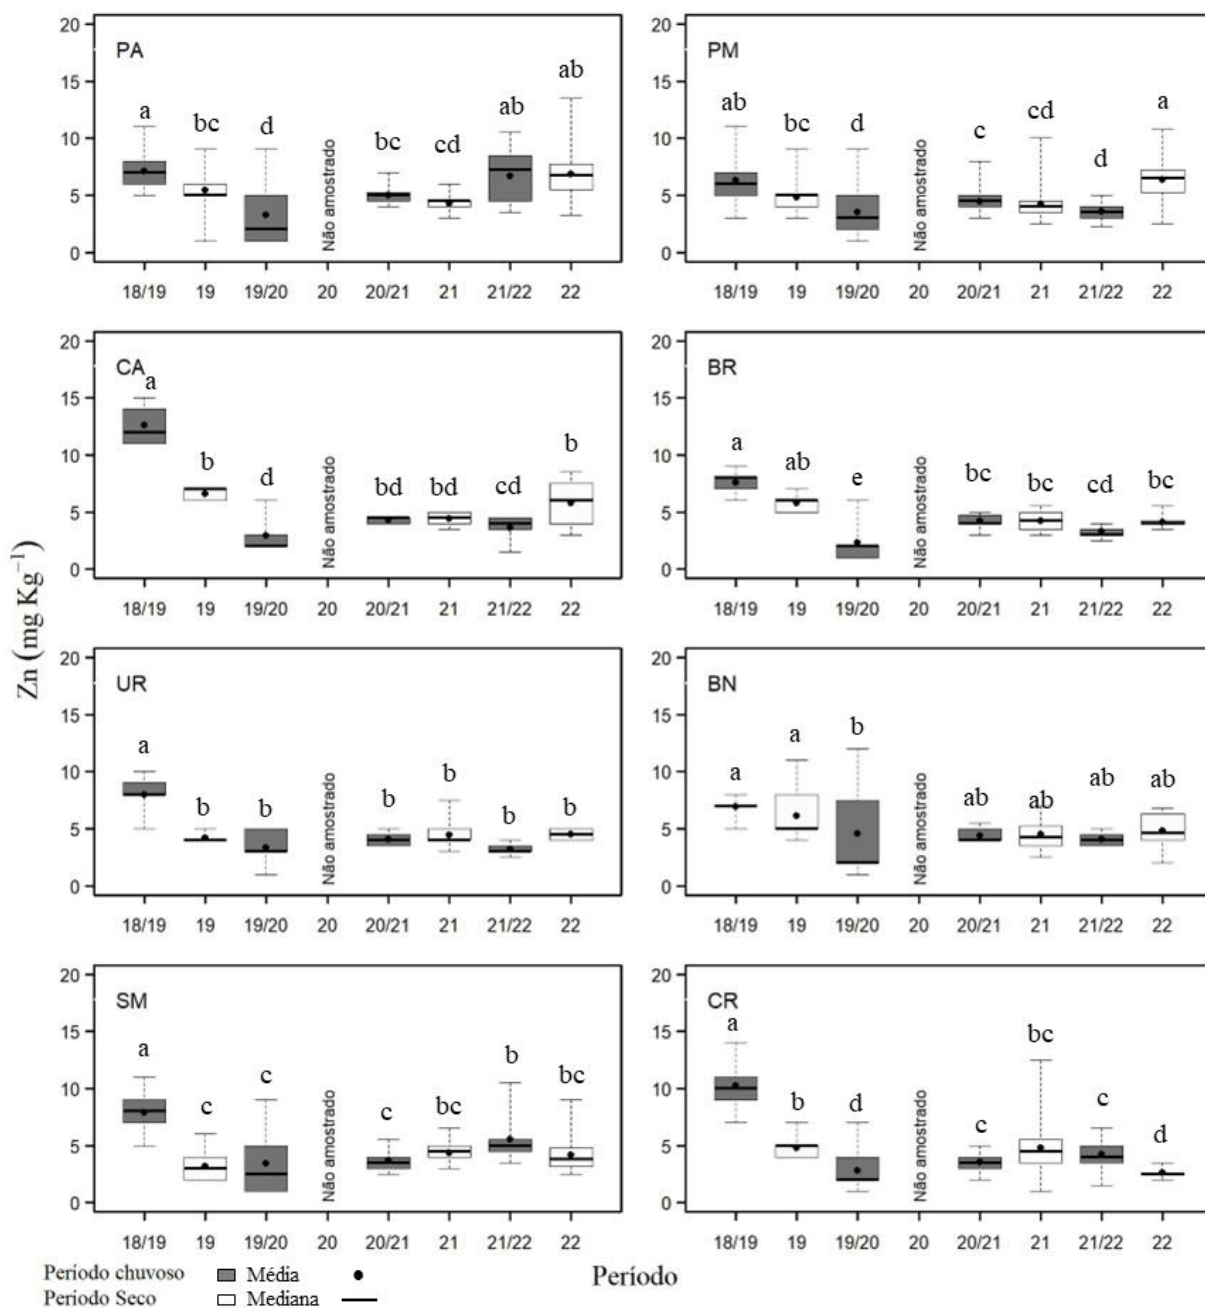 20 PA 20 PM
15 ab 15
a ab ab a
10 bc d bc cd 10 bc d c cd d
5 Não amostrado 5 Não amostrado
0 0
18/19 19 19/20 20 20/21 21 21/22 22 18/19 19 19/20 20 20/21 21 21/22 22
20 CA 20 BR
a
15 15
b a
10 b d 10 ab e
bd bd cd bc bc cd bc
5 Não amostrado 5 Não amostrado
0 0
18/19 19 19/20 20 20/21 21 21/22 22 18/19 19 19/20 20 20/21 21 21/22 22
Zn (mg Kg−1)
20 UR 20 BN
15 15
a a a b
10 b 10 ab ab
b b b b b ab ab
5 Não amostrado 5 Não amostrado
0 0
18/19 19 19/20 20 20/21 21 21/22 22 18/19 19 19/20 20 20/21 21 21/22 22
20 SM 20 CR
15 a 15 a bc
b
10 c bc 10
c c bc b d c c d
5 Não amostrado 5 Não amostrado
0 0
18/19 19 19/20 20 20/21 21 21/22 22 18/19 19 19/20 20 20/21 21 21/22 22
Período chuvoso Média Período
Período Seco Mediana